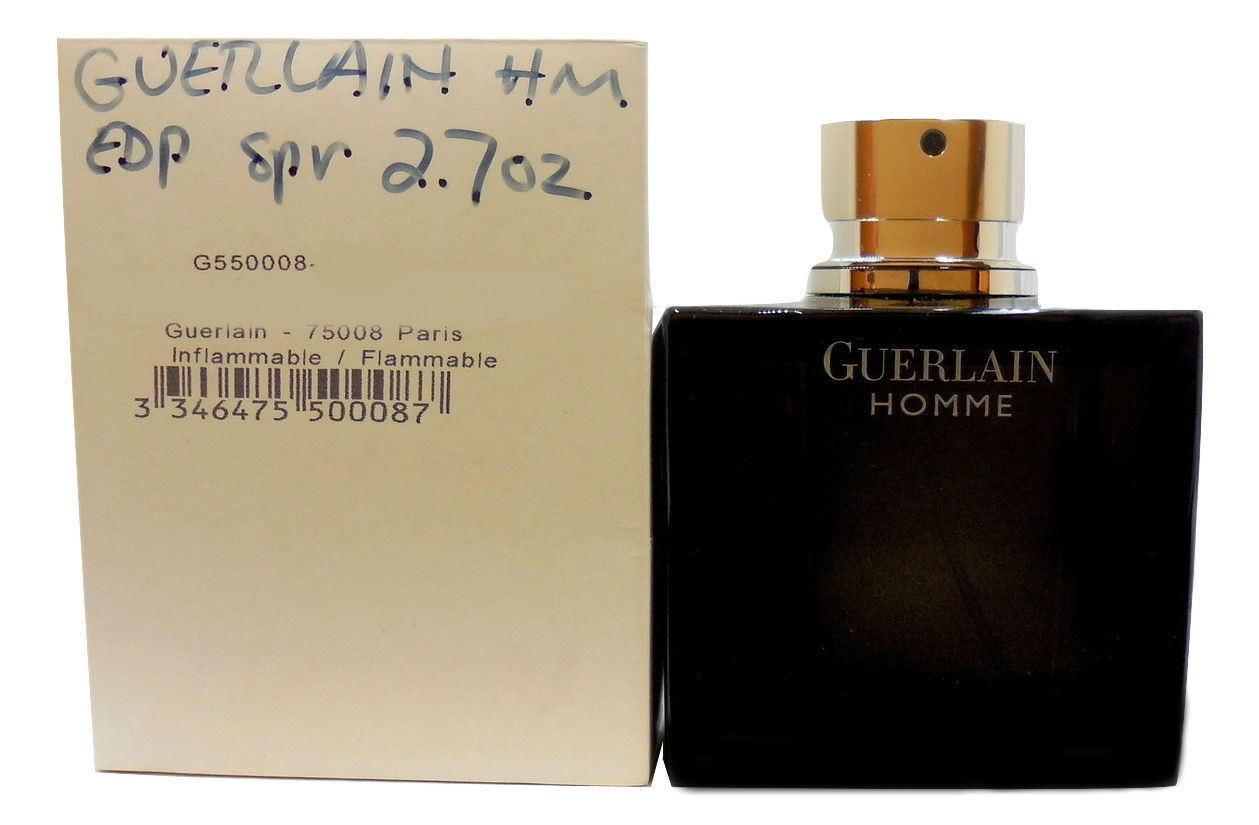 GUERLAIN HM.
EDP spr 2.7oz.
G550008-
Guerlain - 75008 Paris
Inflammable / Flammable
3 346475 500087
GUERLAIN
HOMME